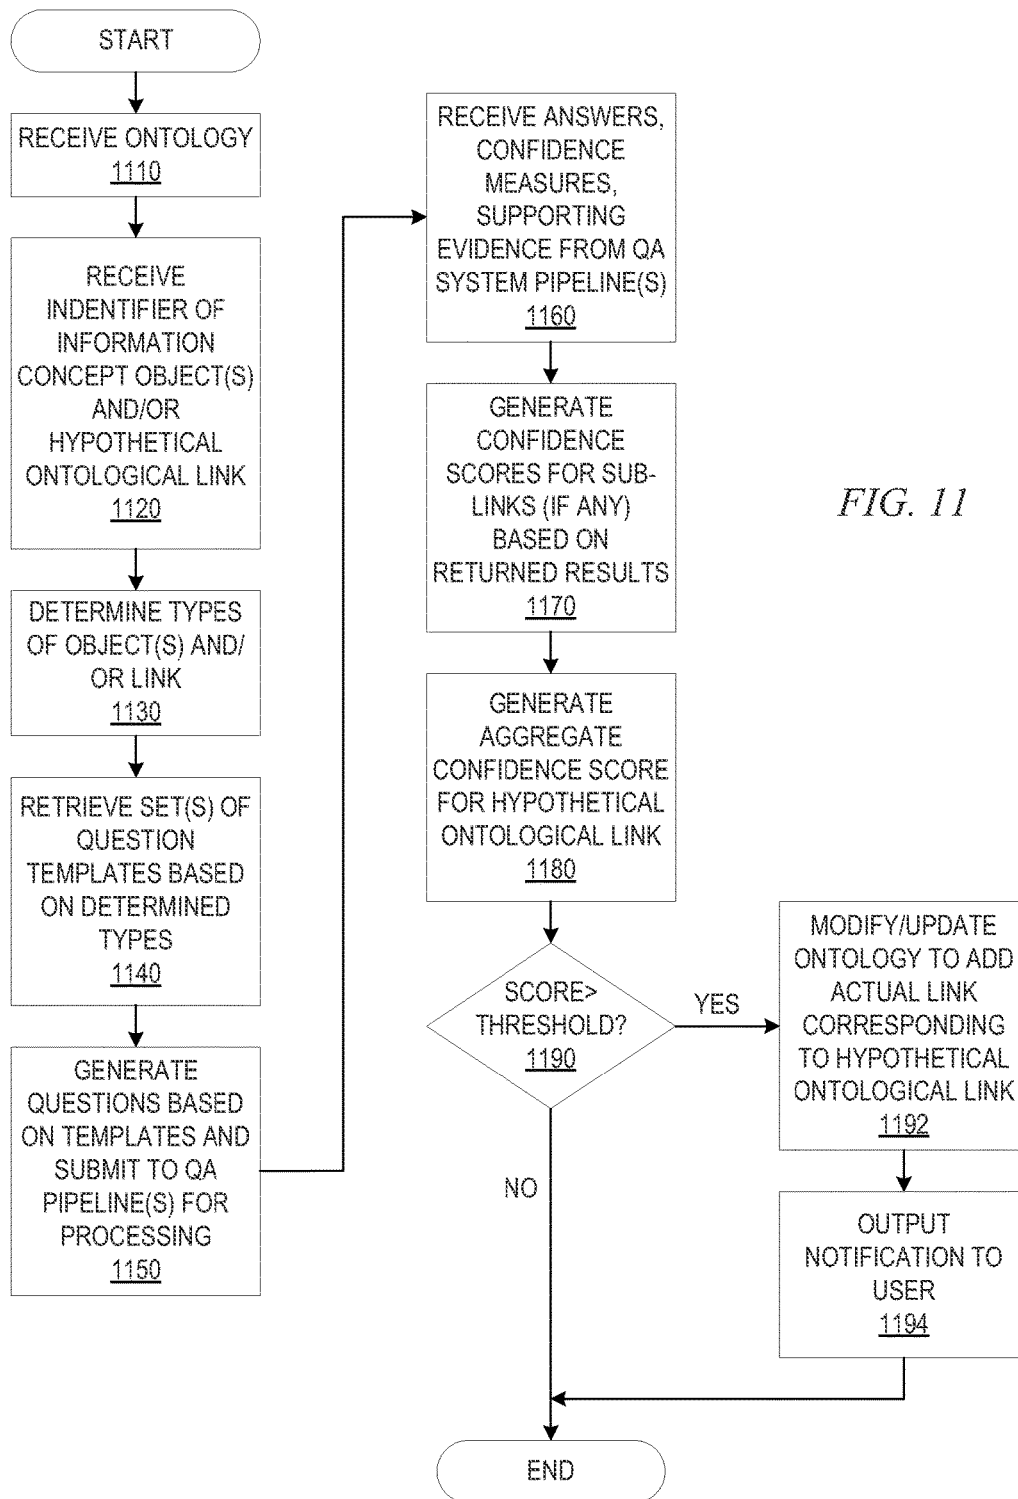 START
RECEIVE ONTOLOGY
1110
RECEIVE
INDENTIFIER OF
INFORMATION
CONCEPT OBJECT(S)
AND/OR
HYPOTHETICAL
ONTOLOGICAL LINK
1120
DETERMINE TYPES
OF OBJECT(S) AND/
OR LINK
1130
RETRIEVE SET(S) OF
QUESTION
TEMPLATES BASED
ON DETERMINED
TYPES
1140
GENERATE
QUESTIONS BASED
ON TEMPLATES AND
SUBMIT TO QA
PIPELINE(S) FOR
PROCESSING
1150
RECEIVE ANSWERS,
CONFIDENCE
MEASURES,
SUPPORTING
EVIDENCE FROM QA
SYSTEM PIPELINE(S)
1160
GENERATE
CONFIDENCE
SCORES FOR SUB-
LINKS (IF ANY)
BASED ON
RETURNED RESULTS
1170
GENERATE
AGGREGATE
CONFIDENCE SCORE
FOR HYPOTHETICAL
ONTOLOGICAL LINK
1180
SCORE>
THRESHOLD?
1190
YES
NO
MODIFY/UPDATE
ONTOLOGY TO ADD
ACTUAL LINK
CORRESPONDING
TO HYPOTHETICAL
ONTOLOGICAL LINK
1192
OUTPUT
NOTIFICATION TO
USER
1194
END
FIG. 11